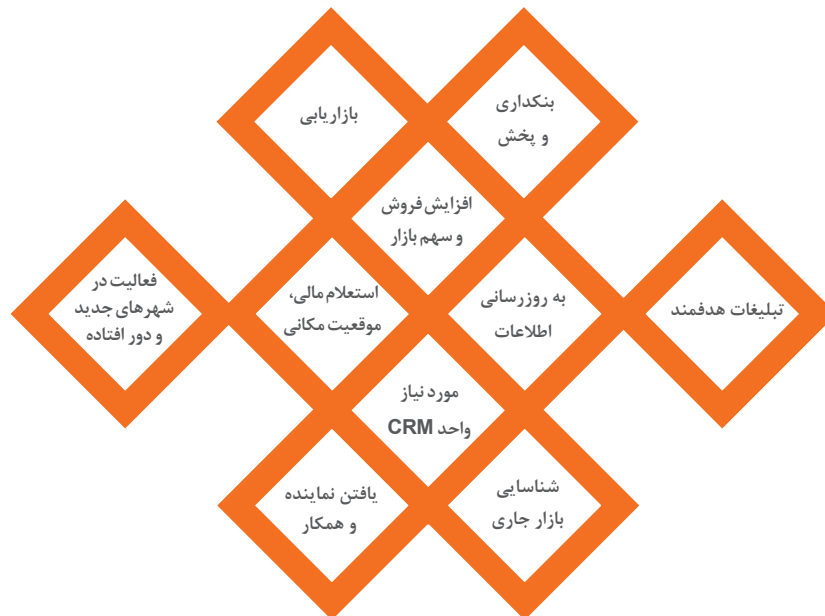 بنکداری
و پخش
بازاریابی
افزایش فروش
و سهم بازار
تبلیغات هدفمند
به روزرسانی
اطلاعات
استعلام مالی،
موقعیت مکانی
فعالیت در
شهرهای جدید
و دور افتاده
مورد نیاز
واحد CRM
شناسایی
بازار جاری
یافتن نماینده
و همکار